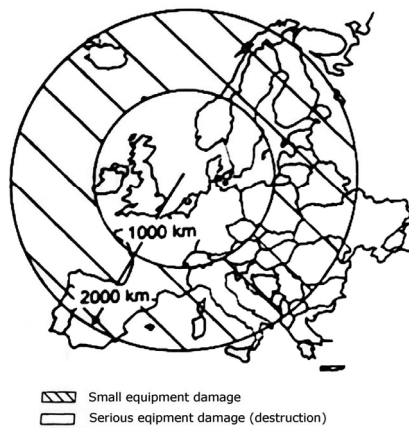 1000 km
2000 km
Small equipment damage
Serious eqipment damage (destruction)